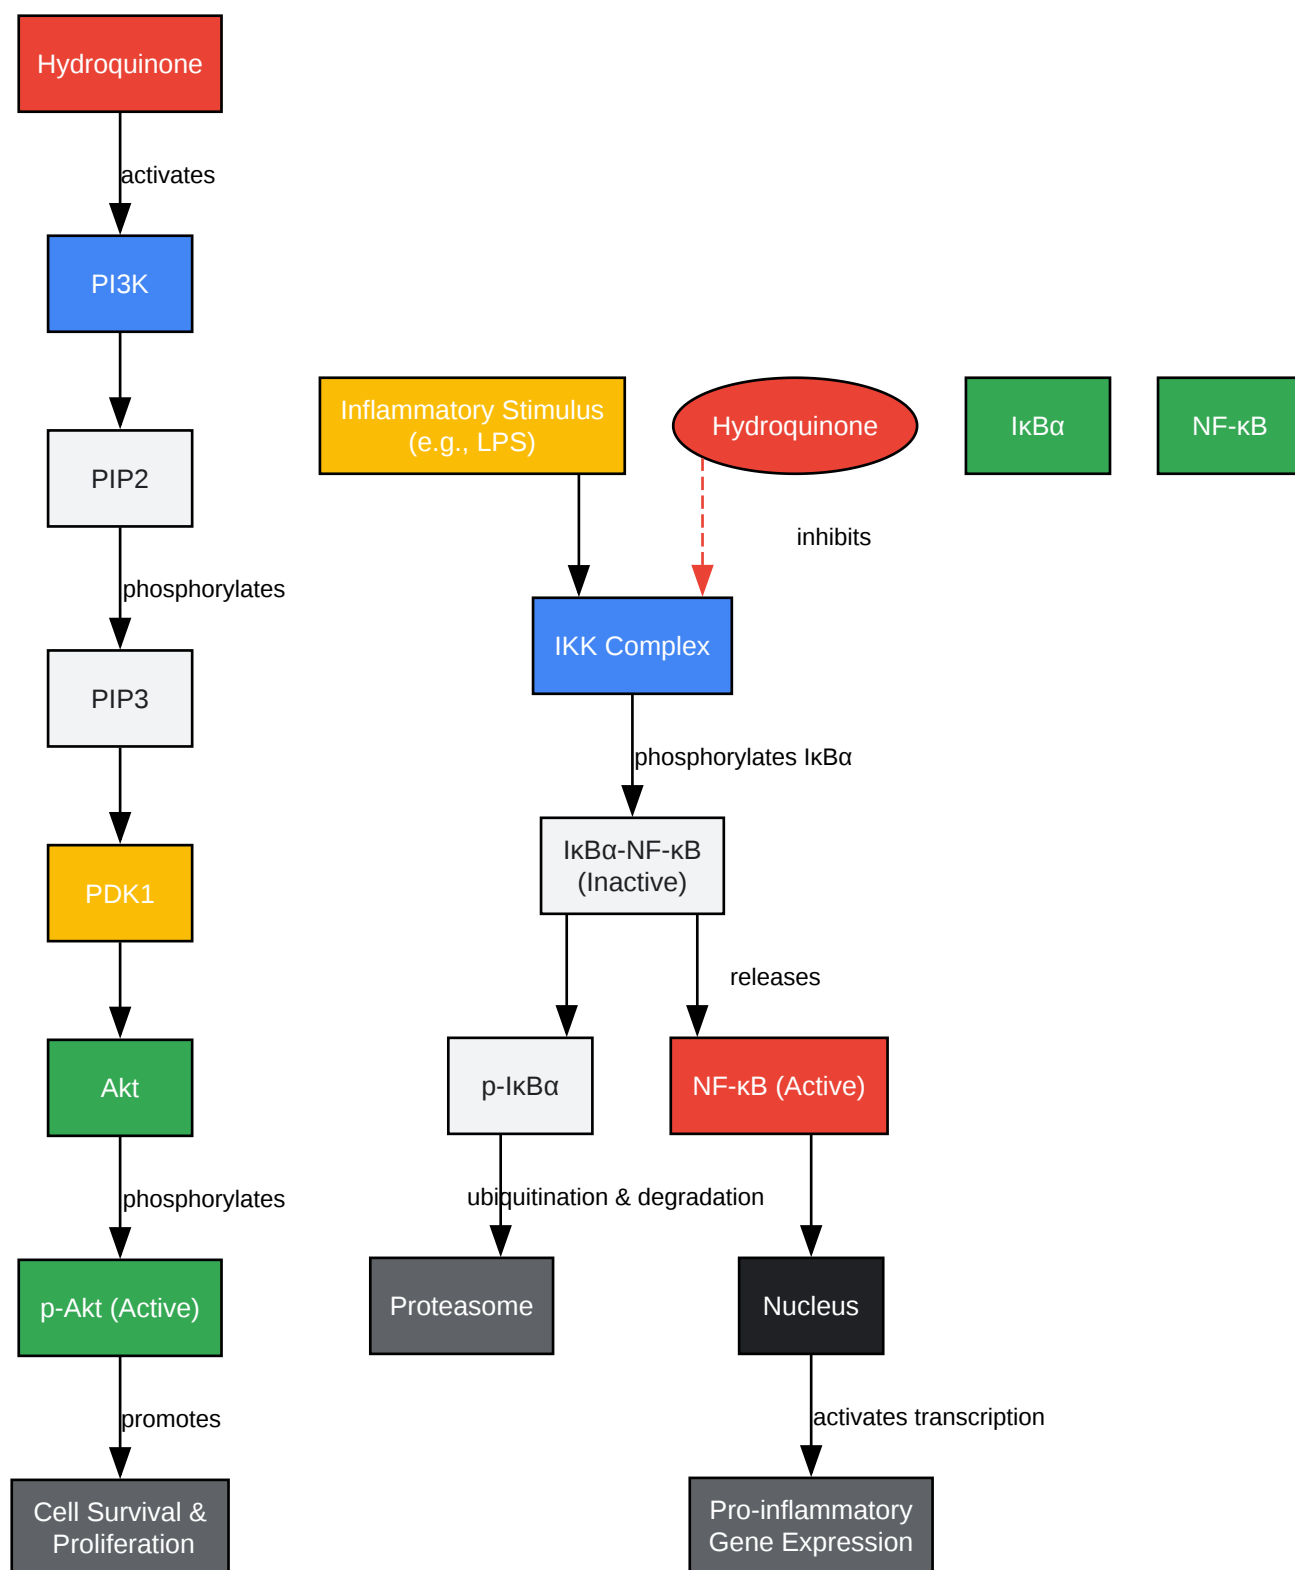 Hydroquinone
activates
PI3K
PIP2
phosphorylates
PIP3
PDK1
Akt
phosphorylates
p-Akt (Active)
promotes
Cell Survival &
Proliferation
Inflammatory Stimulus
(e.g., LPS)
Hydroquinone
inhibits
IKK Complex
phosphorylates IκBα
IκBα-NF-κB
(Inactive)
releases
p-IκBα
NF-κB (Active)
ubiquitination & degradation
Proteasome
Nucleus
activates transcription
Pro-inflammatory
Gene Expression
IκBα
NF-κB